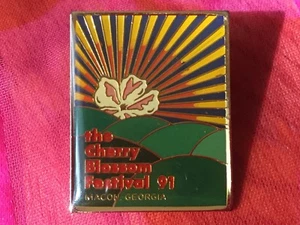 the
Cherry
Blossom
Festival 91
MACON, GEORGIA